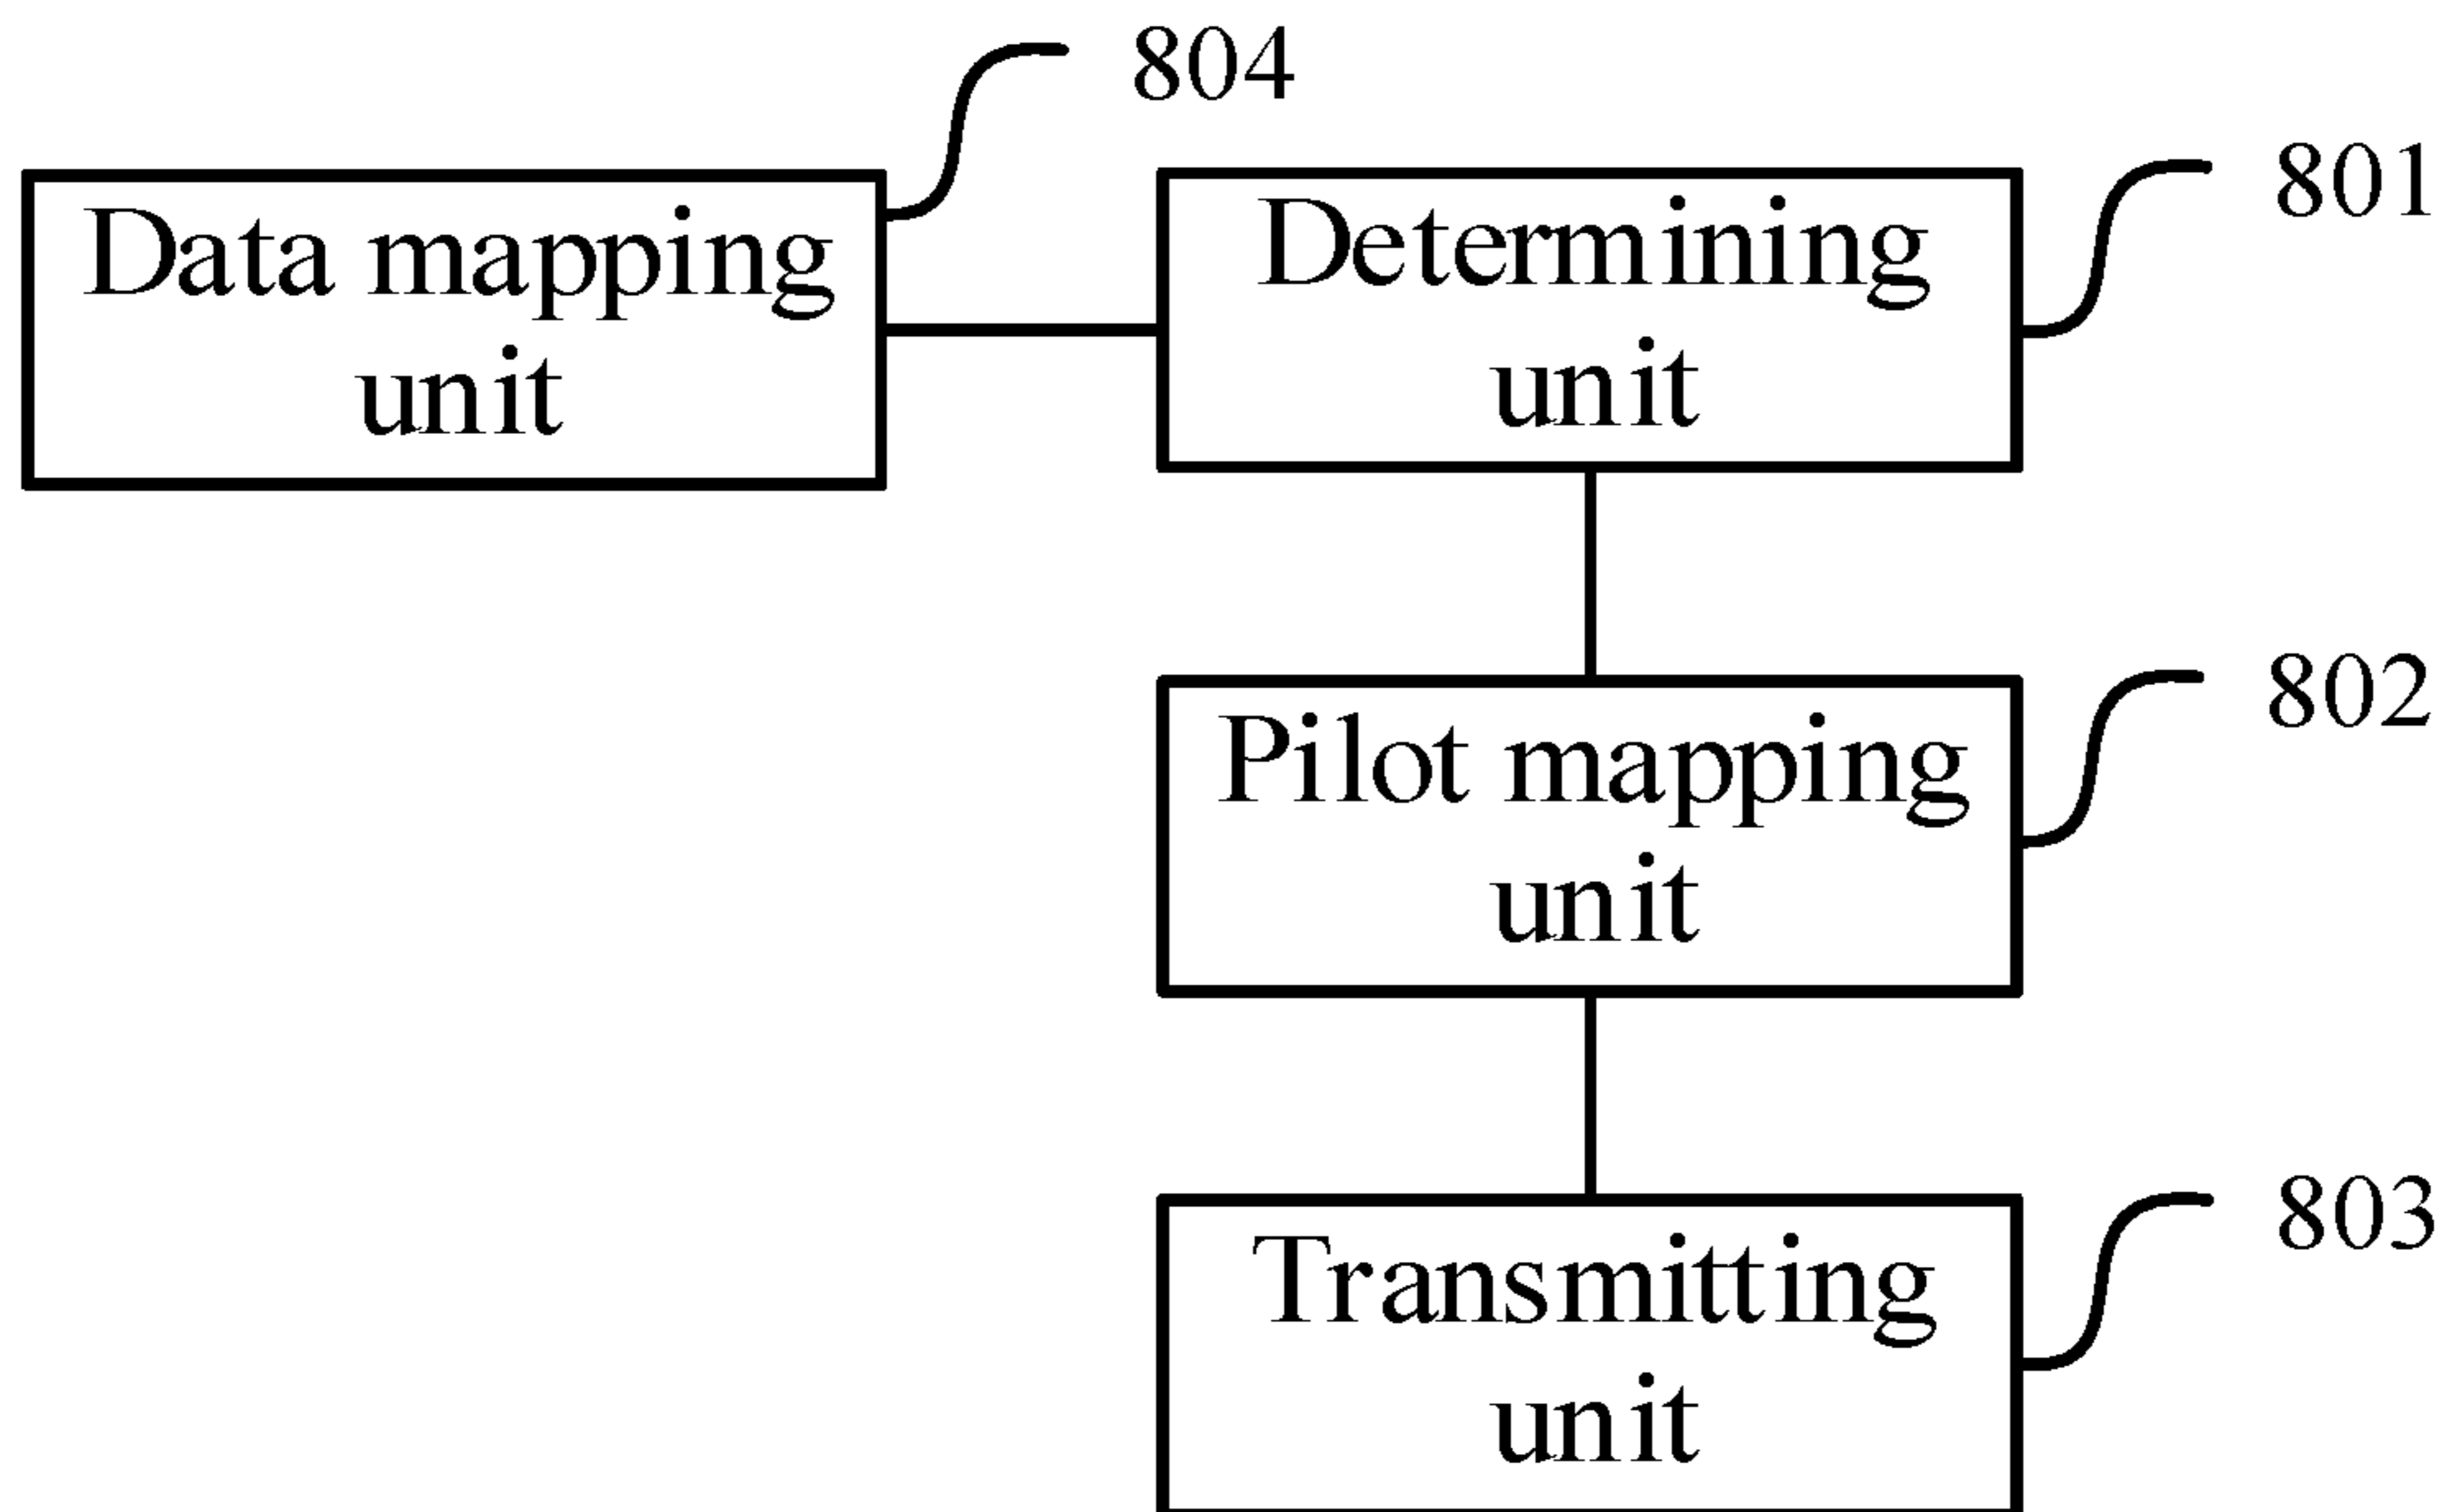 804
801
Data mapping
unit
Determining
unit
802
Pilot mapping
unit
803
Transmitting
unit